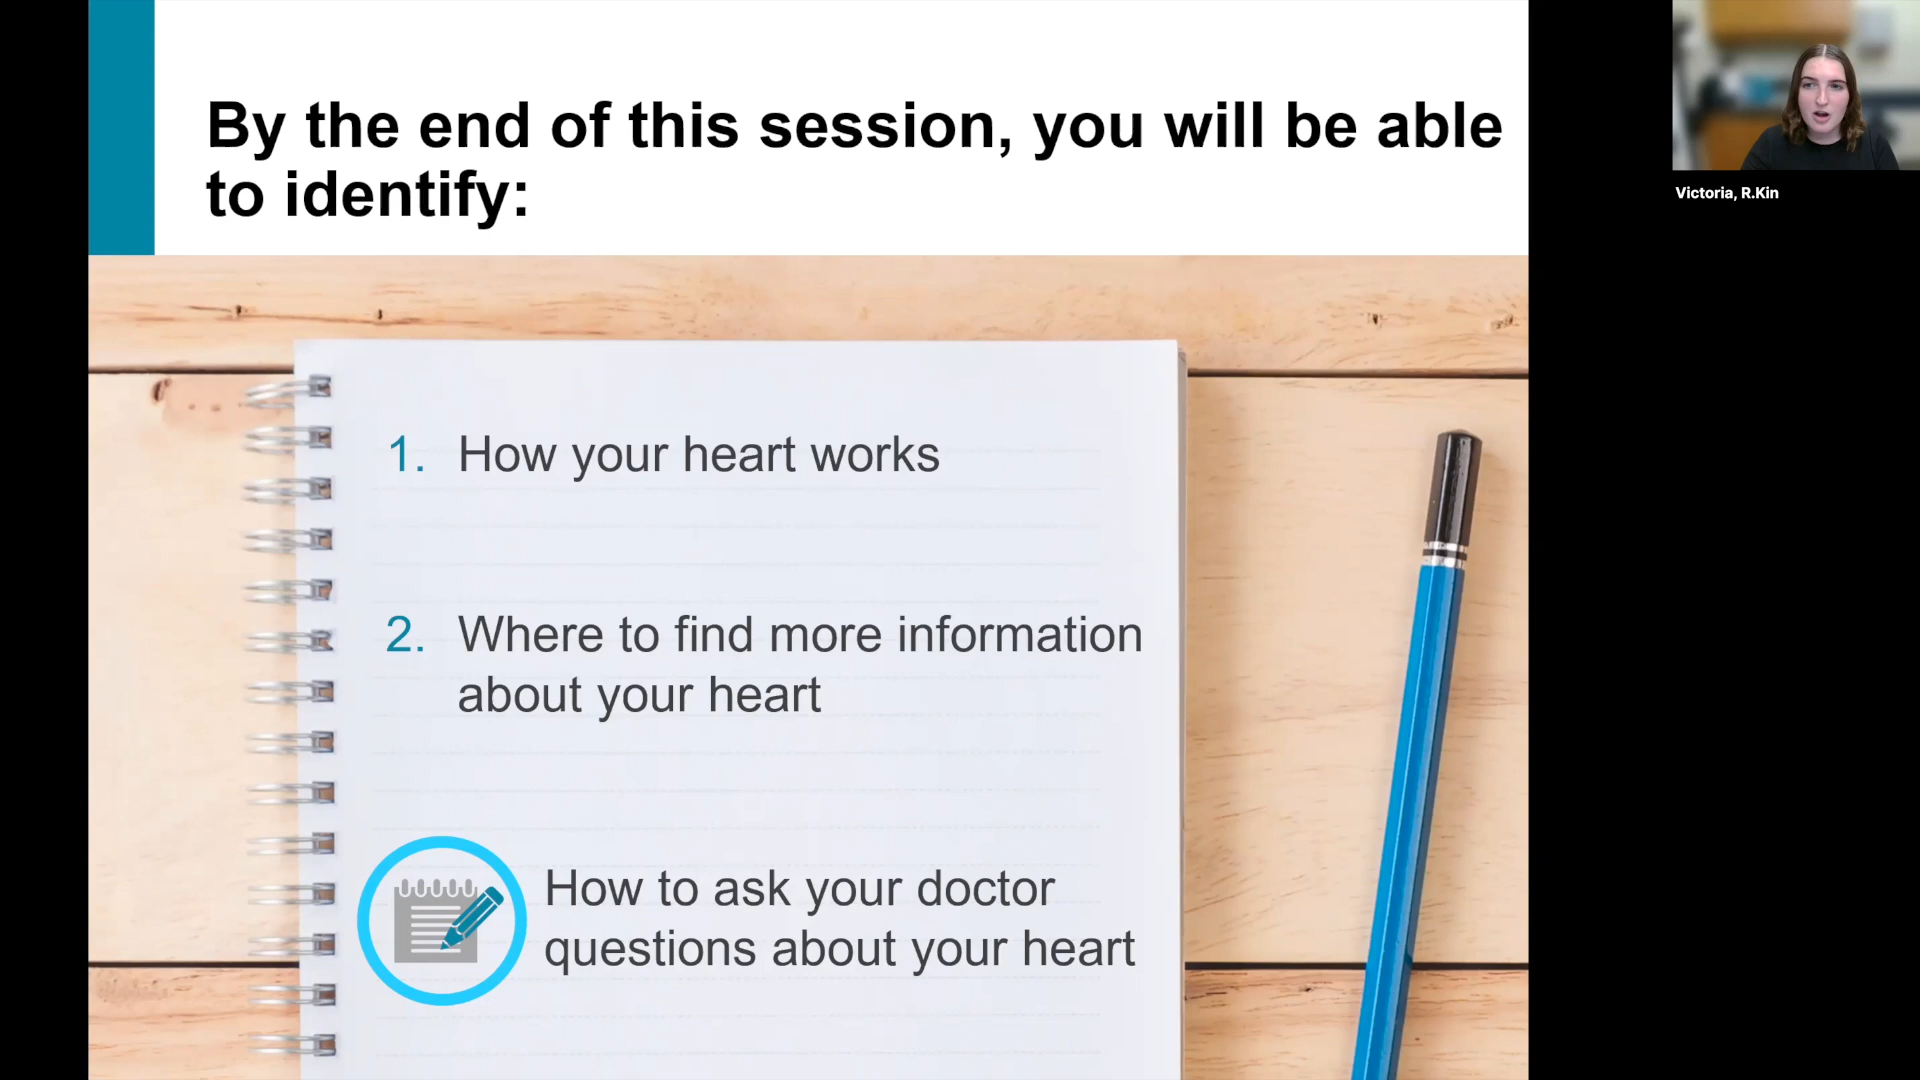 By the end of this session, you will be able
to identify:
Victoria, R.Kin
1. How your heart works
2. Where to find more information
about your heart
How to ask your doctor
questions about your heart